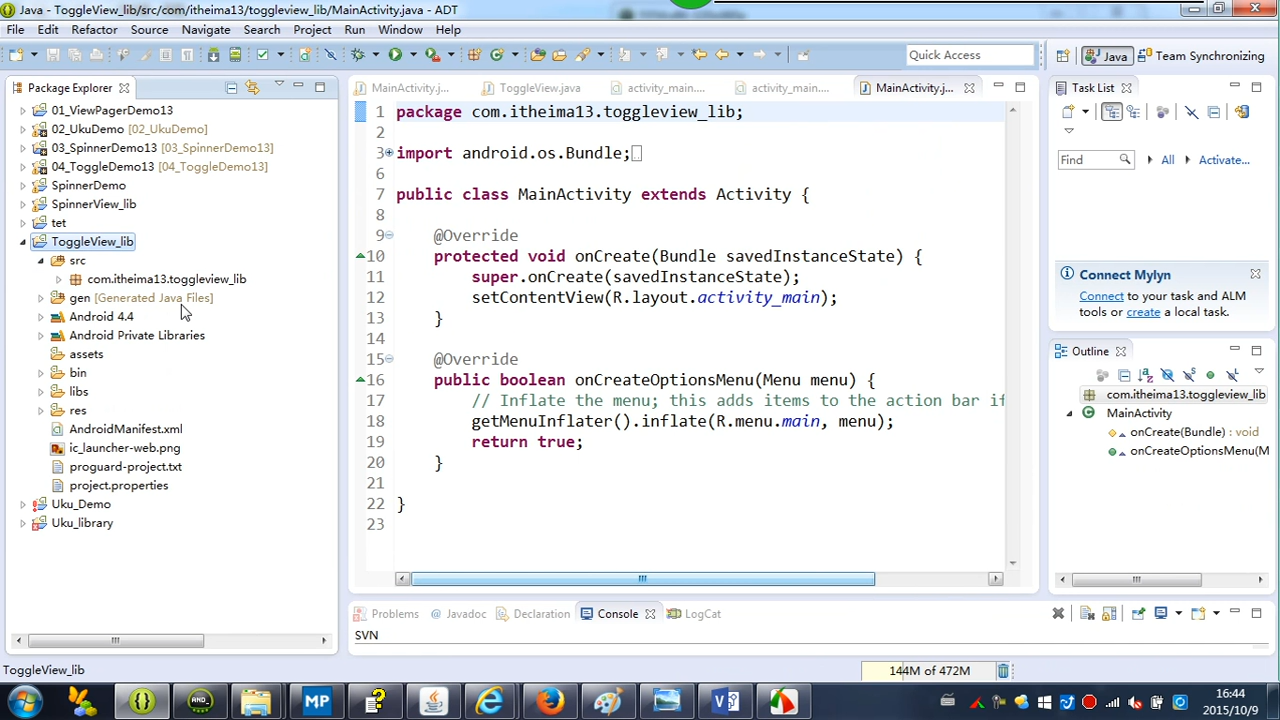 Java - ToggleView_lib/src/com/itheima13/toggleview_lib/MainActivity.java - ADT
File Edit Refactor Source Navigate Search Project Run Window Help
Quick Access
Java
Team Synchronizing
Package Explorer
01_ViewPagerDemo13
02_UkuDemo [02_UkuDemo]
03_SpinnerDemo13 [03_SpinnerDemo13]
04_ToggleDemo13 [04_ToggleDemo13]
SpinnerDemo
SpinnerView_lib
tet
ToggleView_lib
src
com.itheima13.toggleview_lib
gen [Generated Java Files]
Android 4.4
Android Private Libraries
assets
bin
libs
res
AndroidManifest.xml
ic_launcher-web.png
proguard-project.txt
project.properties
Uku_Demo
Uku_library
MainActivity.j... ToggleView.java activity_main.... activity_main.... MainActivity.j...
1 package com.itheima13.toggleview_lib;
2
3 import android.os.Bundle;
6
7 public class MainActivity extends Activity {
8
9 @Override
10 protected void onCreate(Bundle savedInstanceState) {
11 super.onCreate(savedInstanceState);
12 setContentView(R.layout.activity_main);
13 }
14
15 @Override
16 public boolean onCreateOptionsMenu(Menu menu) {
17 // Inflate the menu; this adds items to the action bar if
18 getMenuInflater().inflate(R.menu.main, menu);
19 return true;
20 }
21
22 }
23
Task List
Find All Activate...
Connect Mylyn
Connect to your task and ALM
tools or create a local task.
Outline
com.itheima13.toggleview_lib
MainActivity
onCreate(Bundle) : void
onCreateOptionsMenu(M
Problems Javadoc Declaration Console LogCat
SVN
ToggleView_lib
144M of 472M
AND_
MP
16:44
2015/10/9